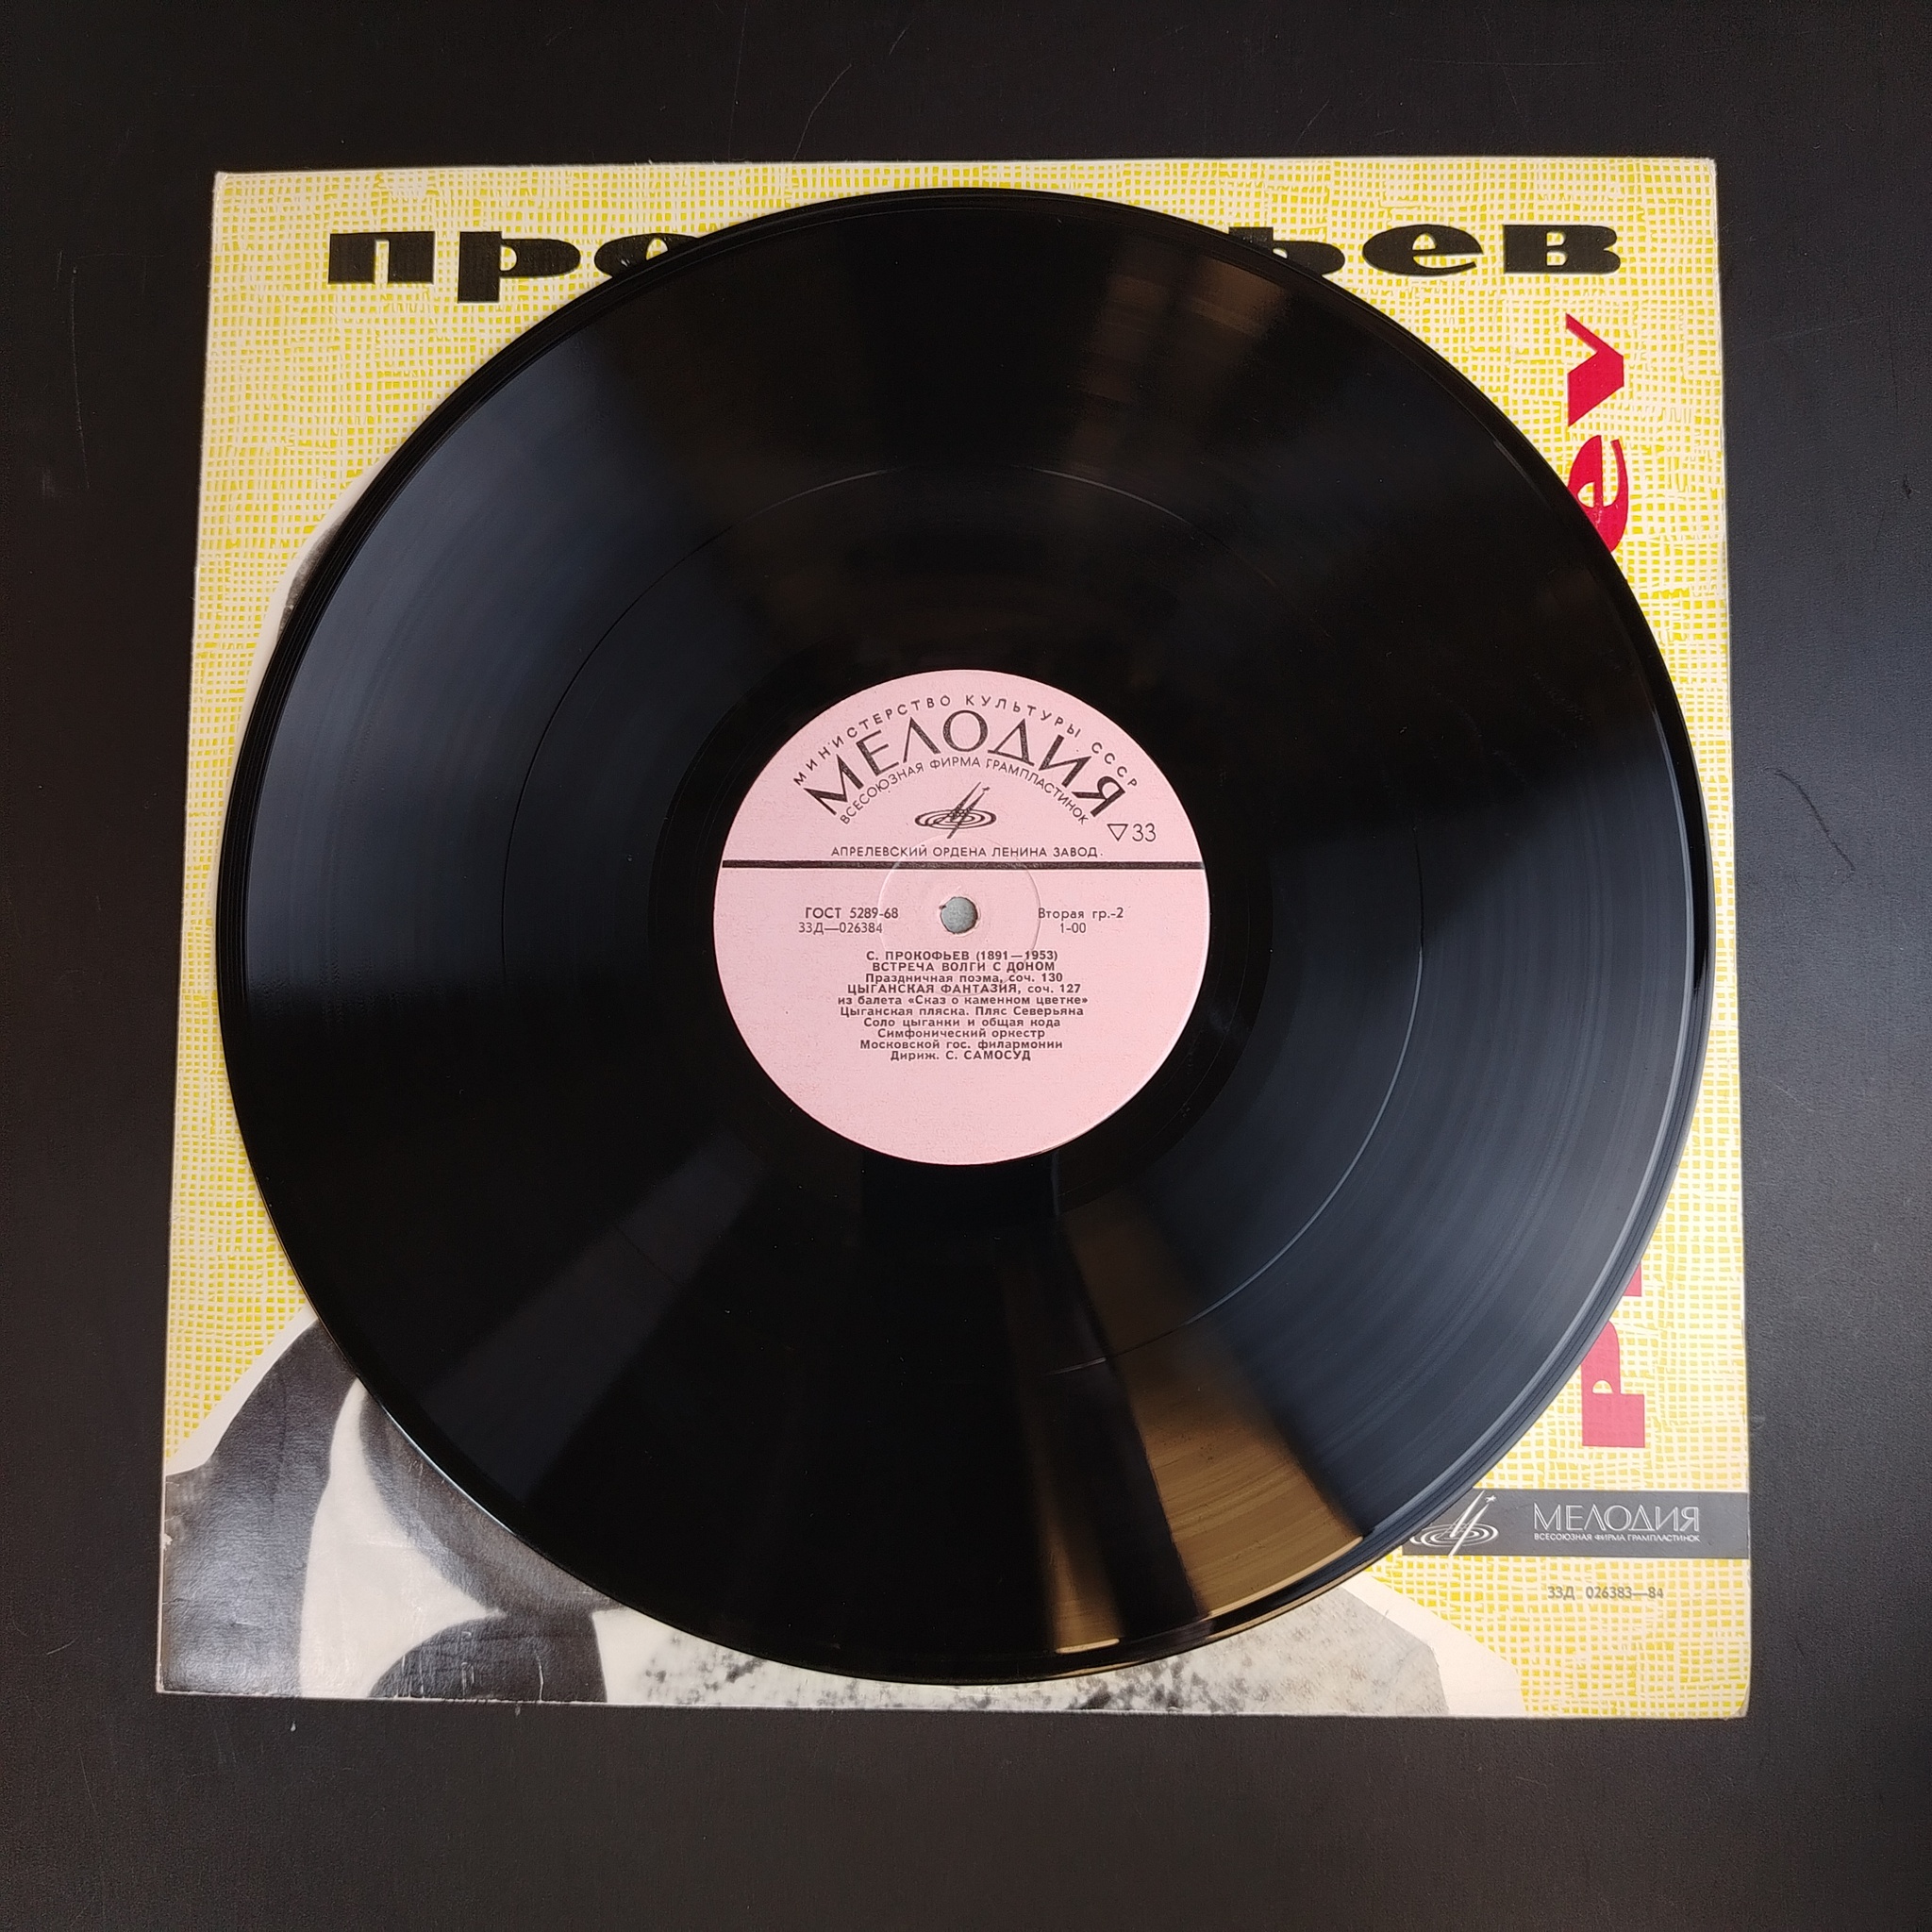 МИНИСТЕРСТВО КУЛЬТУРЫ СССР
МЕЛОДИЯ
ВСЕСОЮЗНАЯ ФИРМА ГРАМПЛАСТИНОК
▽33
АПРЕЛЕВСКИЙ ОРДЕНА ЛЕНИНА ЗАВОД
ГОСТ 5289-68 Вторая гр.-2
33Д—026384 1-00
С. ПРОКОФЬЕВ (1891—1953)
ВСТРЕЧА ВОЛГИ С ДОНОМ
Праздничная поэма, соч. 130
ЦЫГАНСКАЯ ФАНТАЗИЯ, соч. 127
из балета «Сказ о каменном цветке»
Цыганская пляска. Пляс Северьяна
Соло цыганки и общая кода
Симфонический оркестр
Московской гос. филармонии
Дириж. С. САМОСУД
МЕЛОДИЯ
ВСЕСОЮЗНАЯ ФИРМА ГРАМПЛАСТИНОК
33Д 026383—84